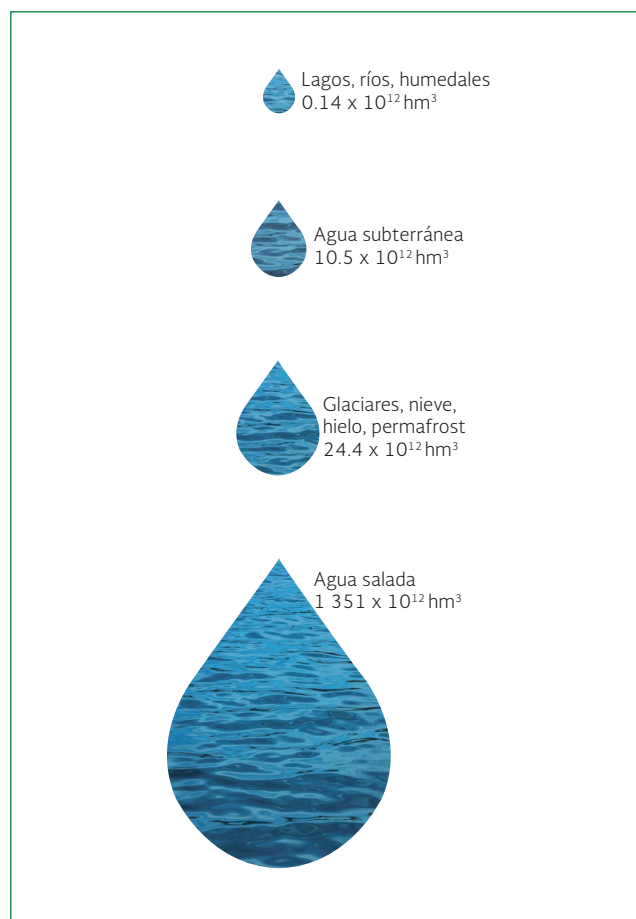 Lagos, ríos, humedales
0.14 x 10¹² hm³
Agua subterránea
10.5 x 10¹² hm³
Glaciares, nieve,
hielo, permafrost
24.4 x 10¹² hm³
Agua salada
1 351 x 10¹² hm³